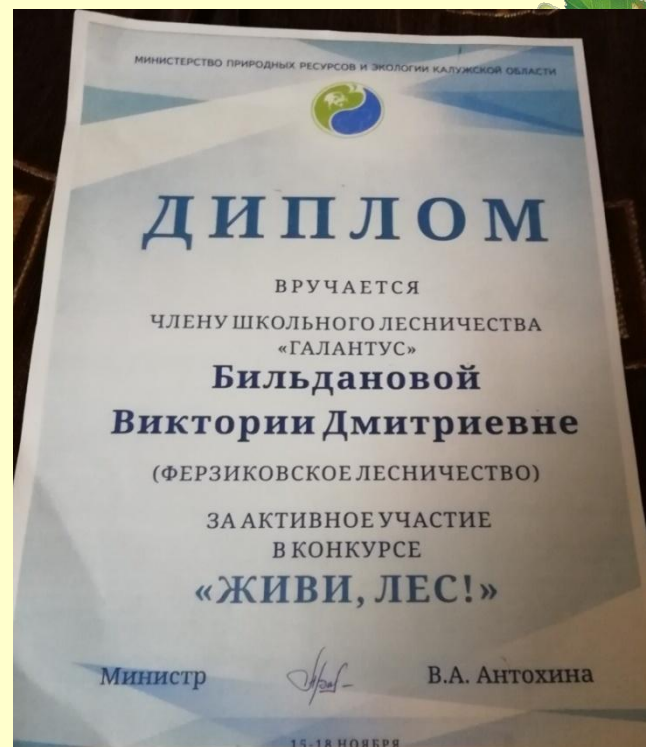 МИНИСТЕРСТВО ПРИРОДНЫХ РЕСУРСОВ И ЭКОЛОГИИ КАЛУЖСКОЙ ОБЛАСТИ
ДИПЛОМ
ВРУЧАЕТСЯ
ЧЛЕНУ ШКОЛЬНОГО ЛЕСНИЧЕСТВА
«ГАЛАНТУС»
Бильдановой
Виктории Дмитриевне
(ФЕРЗИКОВСКОЕ ЛЕСНИЧЕСТВО)
ЗА АКТИВНОЕ УЧАСТИЕ
В КОНКУРСЕ
«ЖИВИ, ЛЕС!»
Министр В.А. Антохина
15-18 НОЯБРЯ